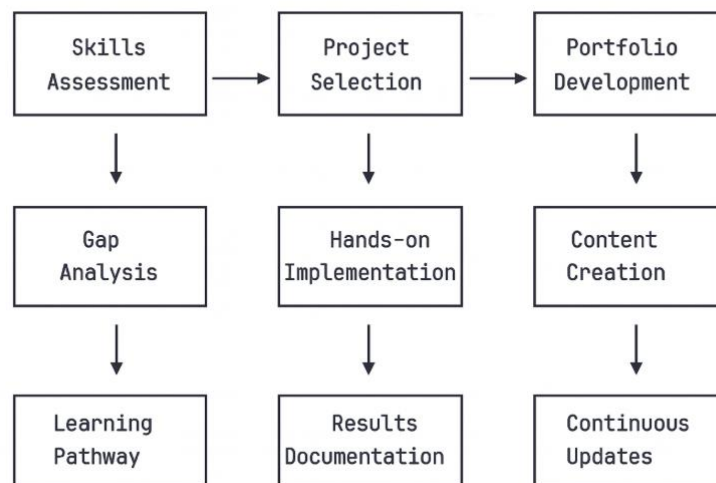 Skills
Assessment
Project
Selection
Portfolio
Development
Gap
Analysis
Hands-on
Implementation
Content
Creation
Learning
Pathway
Results
Documentation
Continuous
Updates